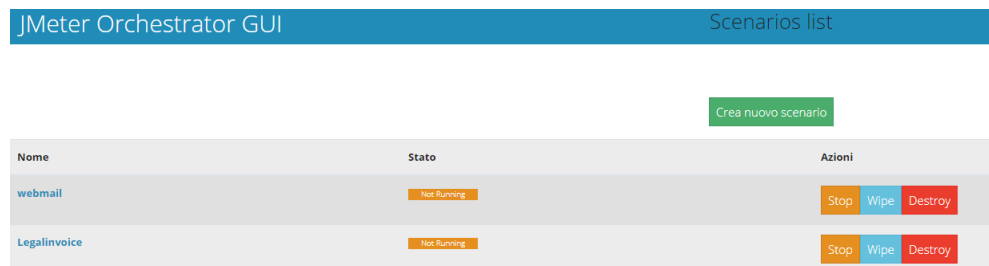 JMeter Orchestrator GUI Scenarios list
Crea nuovo scenario
Nome Stato Azioni
webmail Not Running Stop Wipe Destroy
Legalinvoice Not Running Stop Wipe Destroy